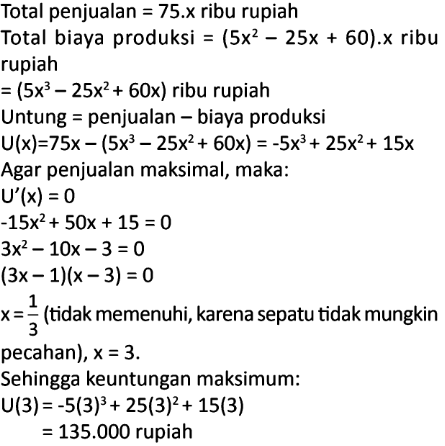 Total penjualan = 75.x ribu rupiah
Total biaya produksi = (5x² – 25x + 60).x ribu
rupiah
= (5x³ – 25x² + 60x) ribu rupiah
Untung = penjualan – biaya produksi
U(x)=75x – (5x³ – 25x² + 60x) = -5x³ + 25x² + 15x
Agar penjualan maksimal, maka:
U'(x) = 0
-15x² + 50x + 15 = 0
3x² – 10x – 3 = 0
(3x – 1)(x – 3) = 0
x = 1/3 (tidak memenuhi, karena sepatu tidak mungkin
pecahan), x = 3.
Sehingga keuntungan maksimum:
U(3) = -5(3)³ + 25(3)² + 15(3)
= 135.000 rupiah